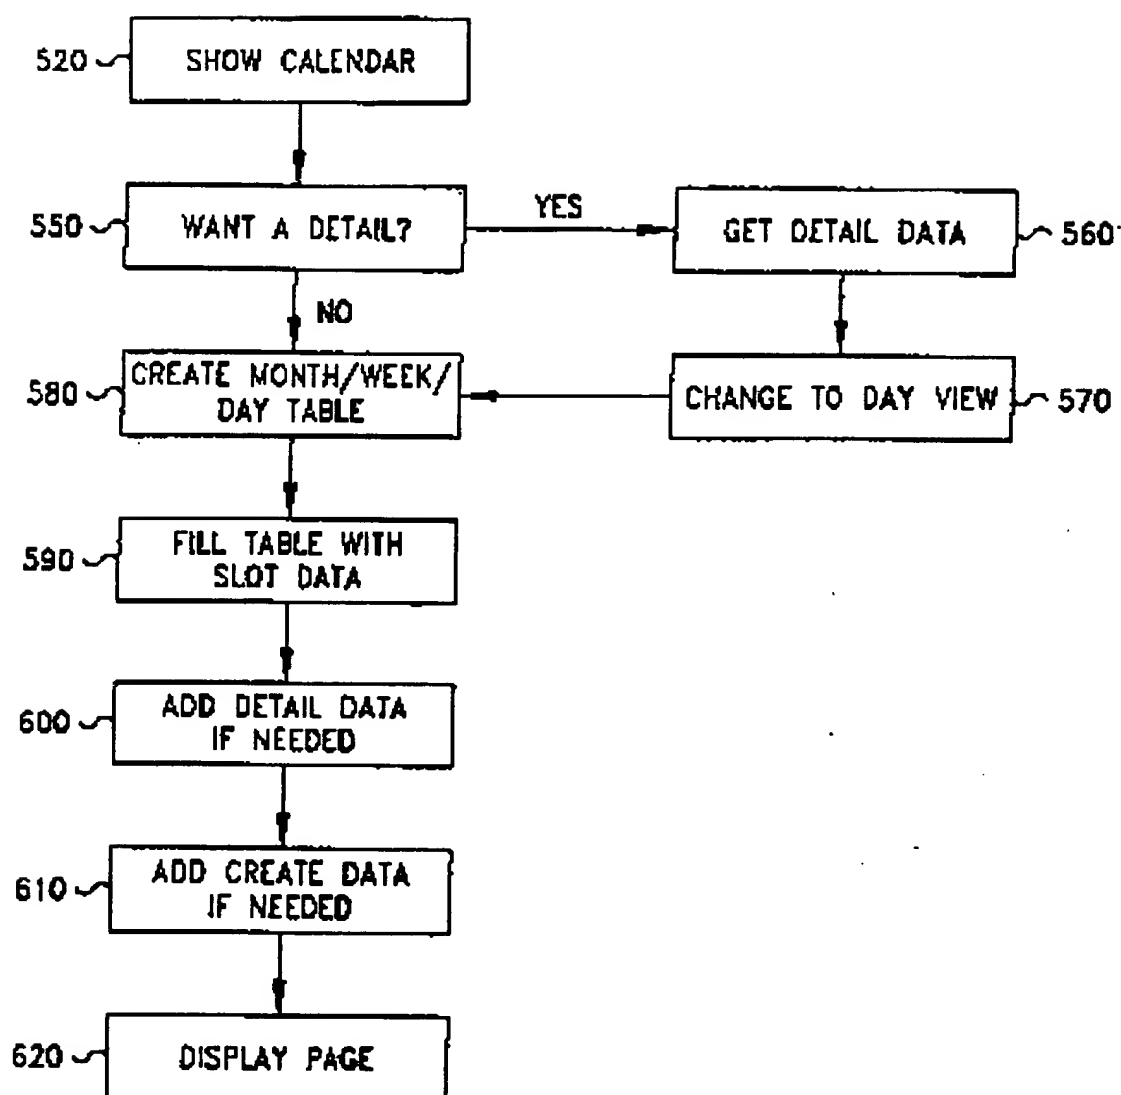 520 SHOW CALENDAR
550 WANT A DETAIL? YES GET DETAIL DATA 560
NO
580 CREATE MONTH/WEEK/
DAY TABLE
CHANGE TO DAY VIEW 570
590 FILL TABLE WITH
SLOT DATA
600 ADD DETAIL DATA
IF NEEDED
610 ADD CREATE DATA
IF NEEDED
620 DISPLAY PAGE